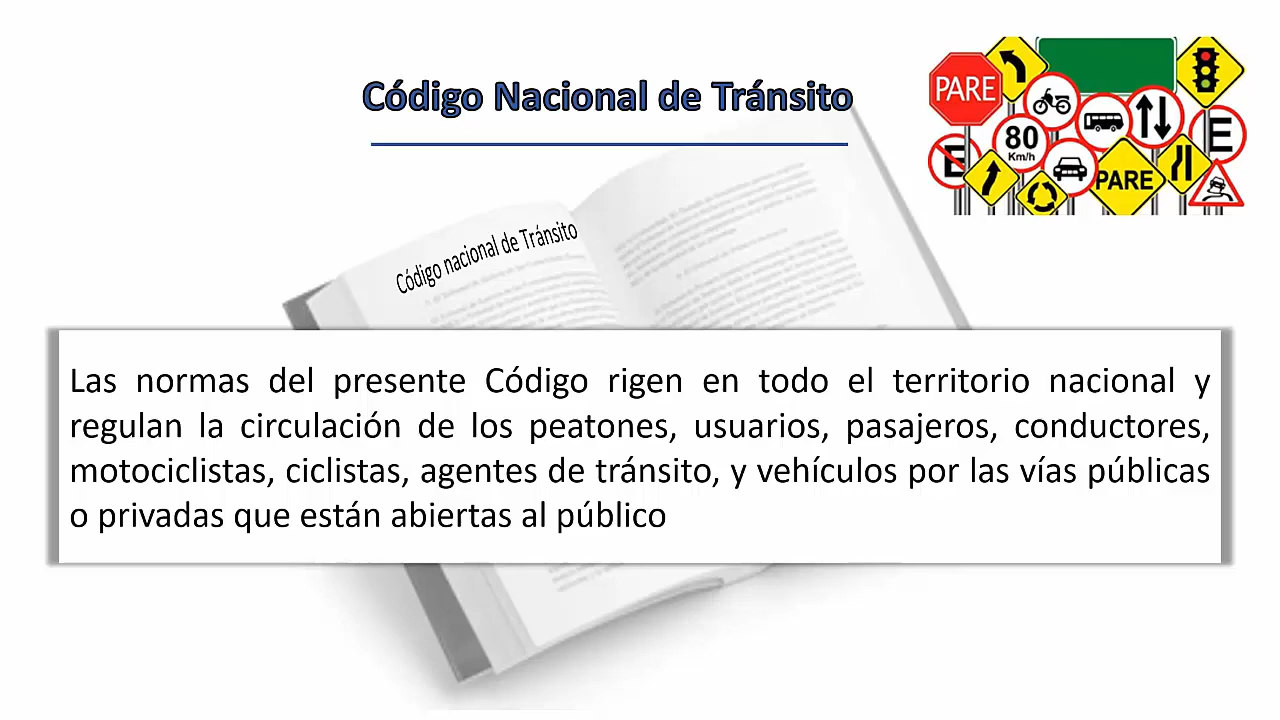 Código Nacional de Tránsito
PARE
80
Km/h
E
E
PARE
Código nacional de Tránsito
Las normas del presente Código rigen en todo el territorio nacional y
regulan la circulación de los peatones, usuarios, pasajeros, conductores,
motociclistas, ciclistas, agentes de tránsito, y vehículos por las vías públicas
o privadas que están abiertas al público